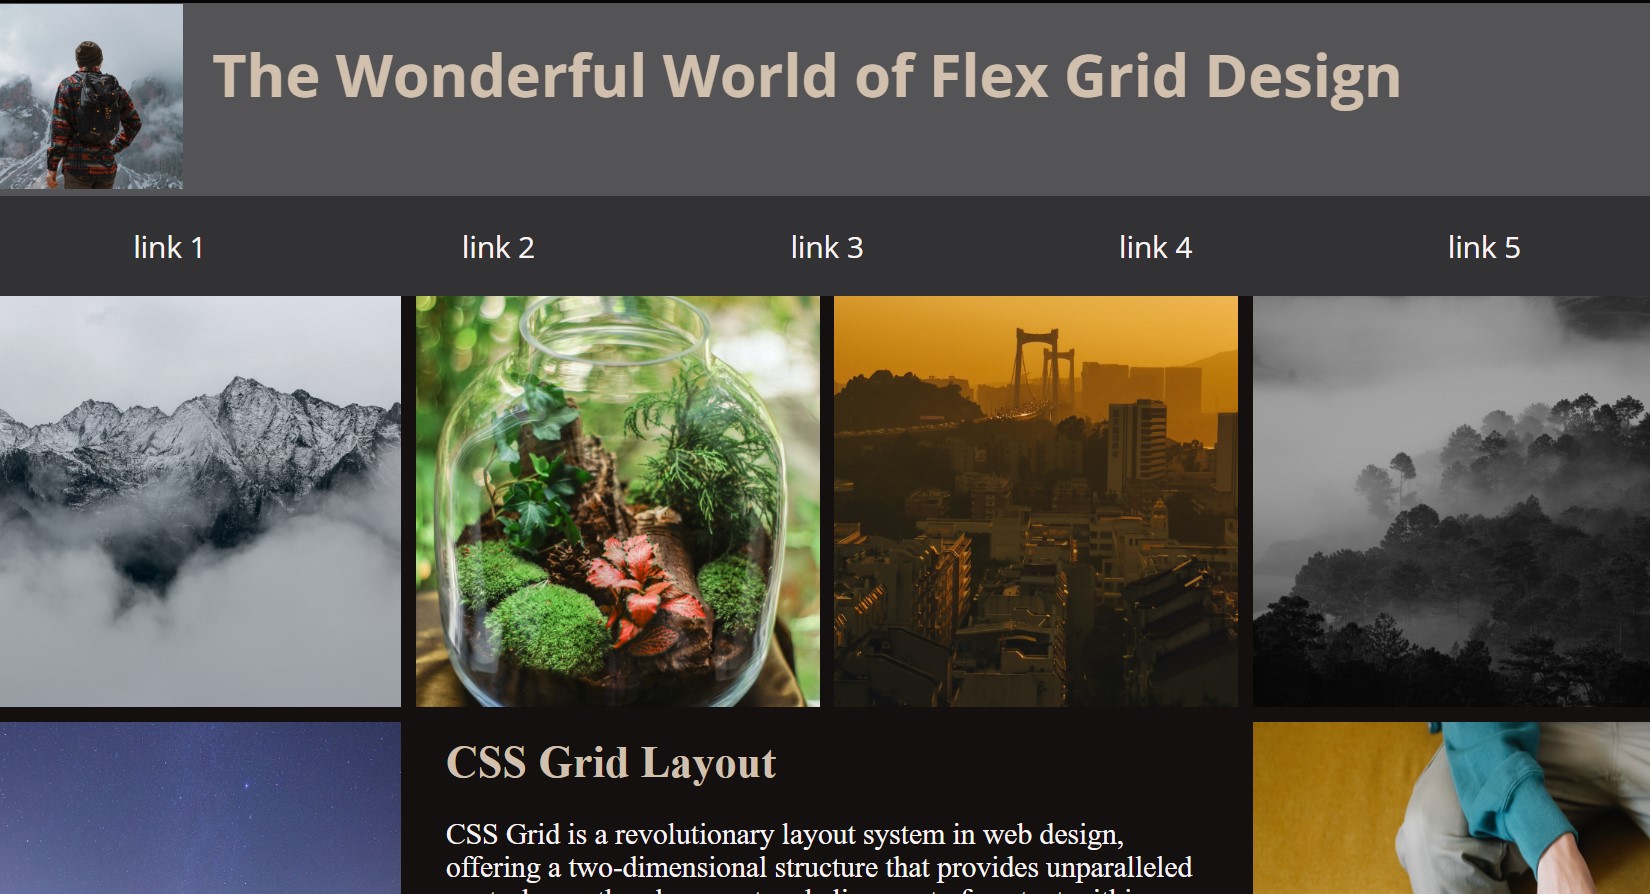 The Wonderful World of Flex Grid Design
link 1
link 2
link 3
link 4
link 5
CSS Grid Layout
CSS Grid is a revolutionary layout system in web design,
offering a two-dimensional structure that provides unparalleled